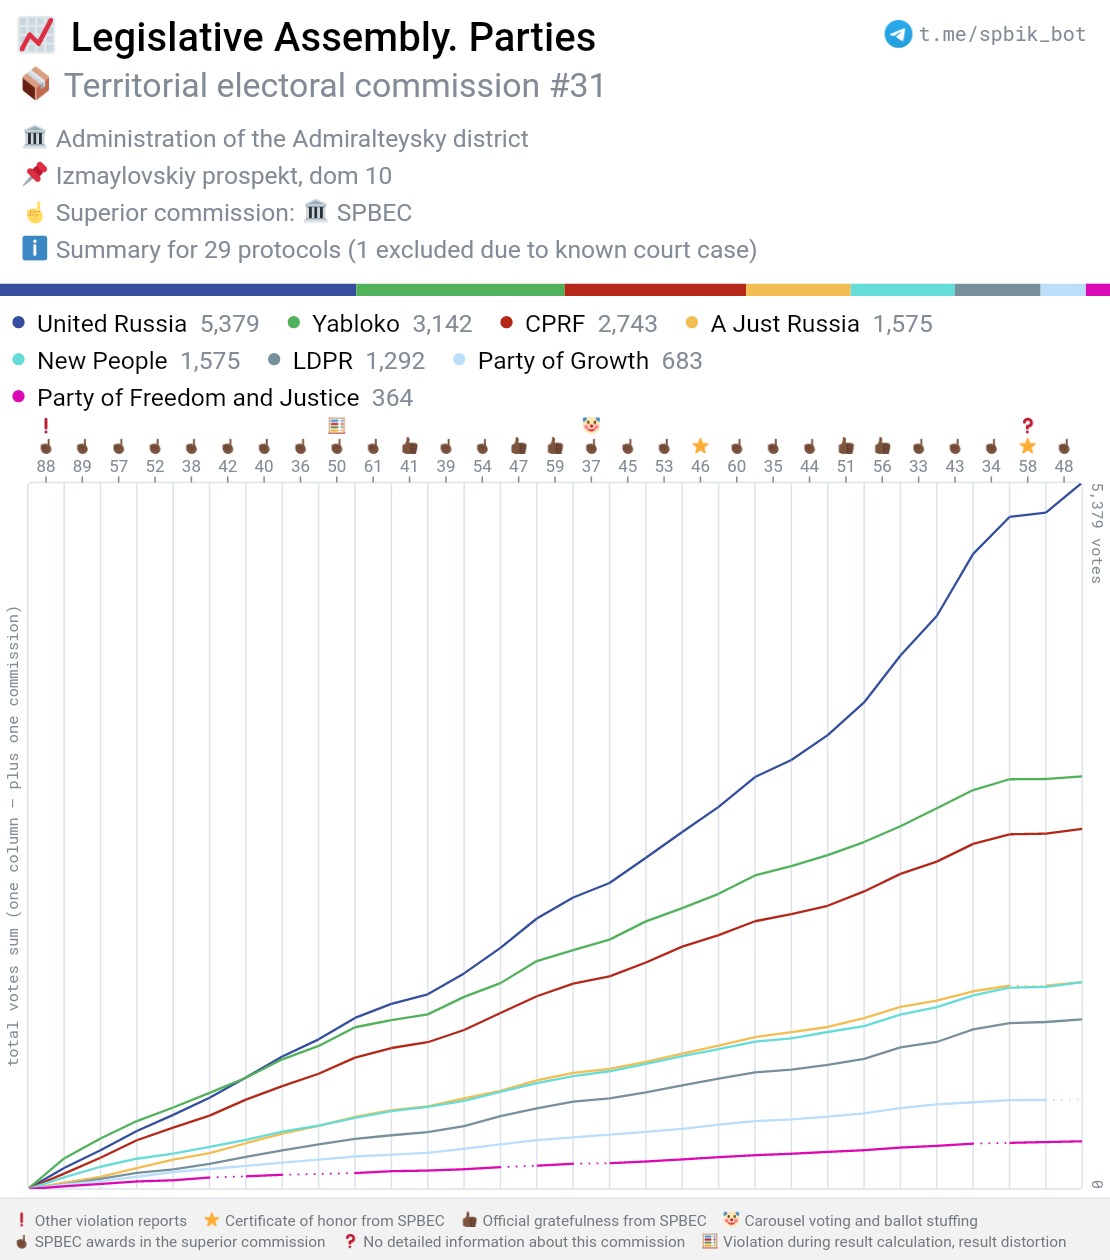 Legislative Assembly. Parties
t.me/spbik_bot
Territorial electoral commission #31
Administration of the Admiralteysky district
Izmaylovskiy prospekt, dom 10
Superior commission: SPBEC
Summary for 29 protocols (1 excluded due to known court case)
United Russia 5,379 Yabloko 3,142 CPRF 2,743 A Just Russia 1,575
New People 1,575 LDPR 1,292 Party of Growth 683
Party of Freedom and Justice 364
88 89 57 52 38 42 40 36 50 61 41 39 54 47 59 37 45 53 46 60 35 44 51 56 33 43 34 58 48
5,379 votes
total votes sum (one column – plus one commission)
0
Other violation reports Certificate of honor from SPBEC Official gratefulness from SPBEC Carousel voting and ballot stuffing
SPBEC awards in the superior commission No detailed information about this commission Violation during result calculation, result distortion